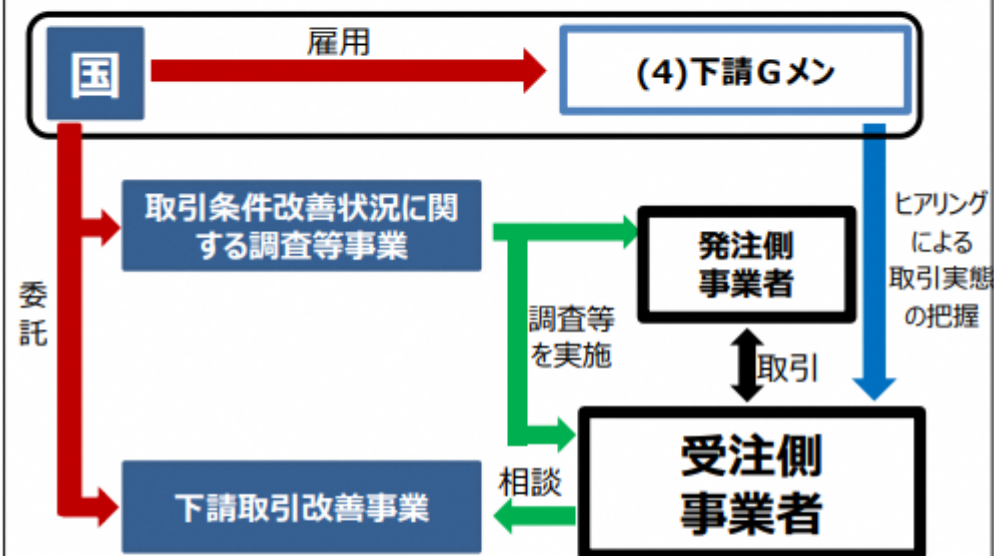 雇用
国
(4)下請Gメン
取引条件改善状況に関
する調査等事業
ヒアリング
による
取引実態
の把握
発注側
事業者
委
託
調査等
を実施
取引
受注側
事業者
相談
下請取引改善事業